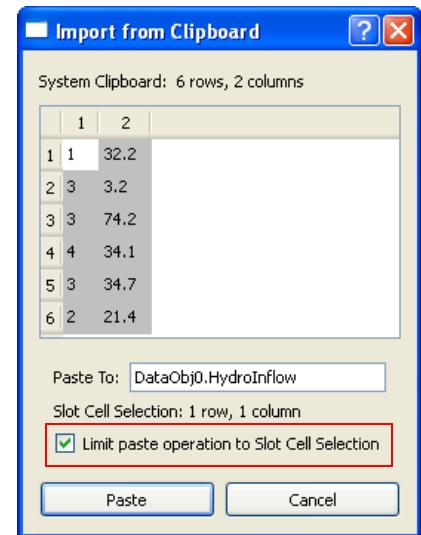 Import from Clipboard
System Clipboard: 6 rows, 2 columns
1 2
1 1 32.2
2 3 3.2
3 3 74.2
4 4 34.1
5 3 34.7
6 2 21.4
Paste To: DataObj0.HydroInflow
Slot Cell Selection: 1 row, 1 column
Limit paste operation to Slot Cell Selection
Paste Cancel